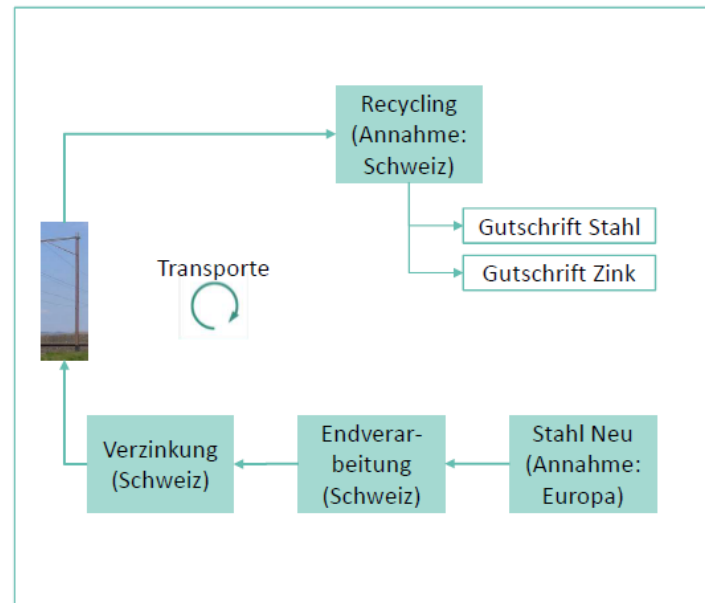 Recycling
(Annahme:
Schweiz)
Gutschrift Stahl
Gutschrift Zink
Transporte
Verzinkung
(Schweiz)
Endverar-
beitung
(Schweiz)
Stahl Neu
(Annahme:
Europa)